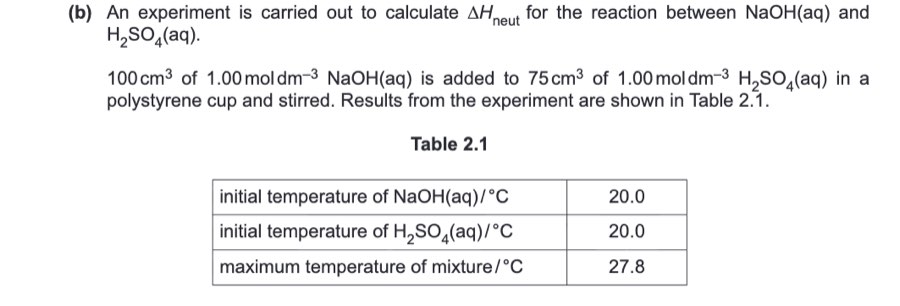 (b) An experiment is carried out to calculate ΔH_neut for the reaction between NaOH(aq) and
H₂SO₄(aq).
100 cm³ of 1.00 mol dm⁻³ NaOH(aq) is added to 75 cm³ of 1.00 mol dm⁻³ H₂SO₄(aq) in a
polystyrene cup and stirred. Results from the experiment are shown in Table 2.1.
Table 2.1
initial temperature of NaOH(aq)/°C 20.0
initial temperature of H₂SO₄(aq)/°C 20.0
maximum temperature of mixture/°C 27.8